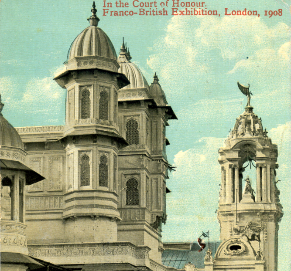 In the Court of Honour.
Franco-British Exhibition, London, 1908